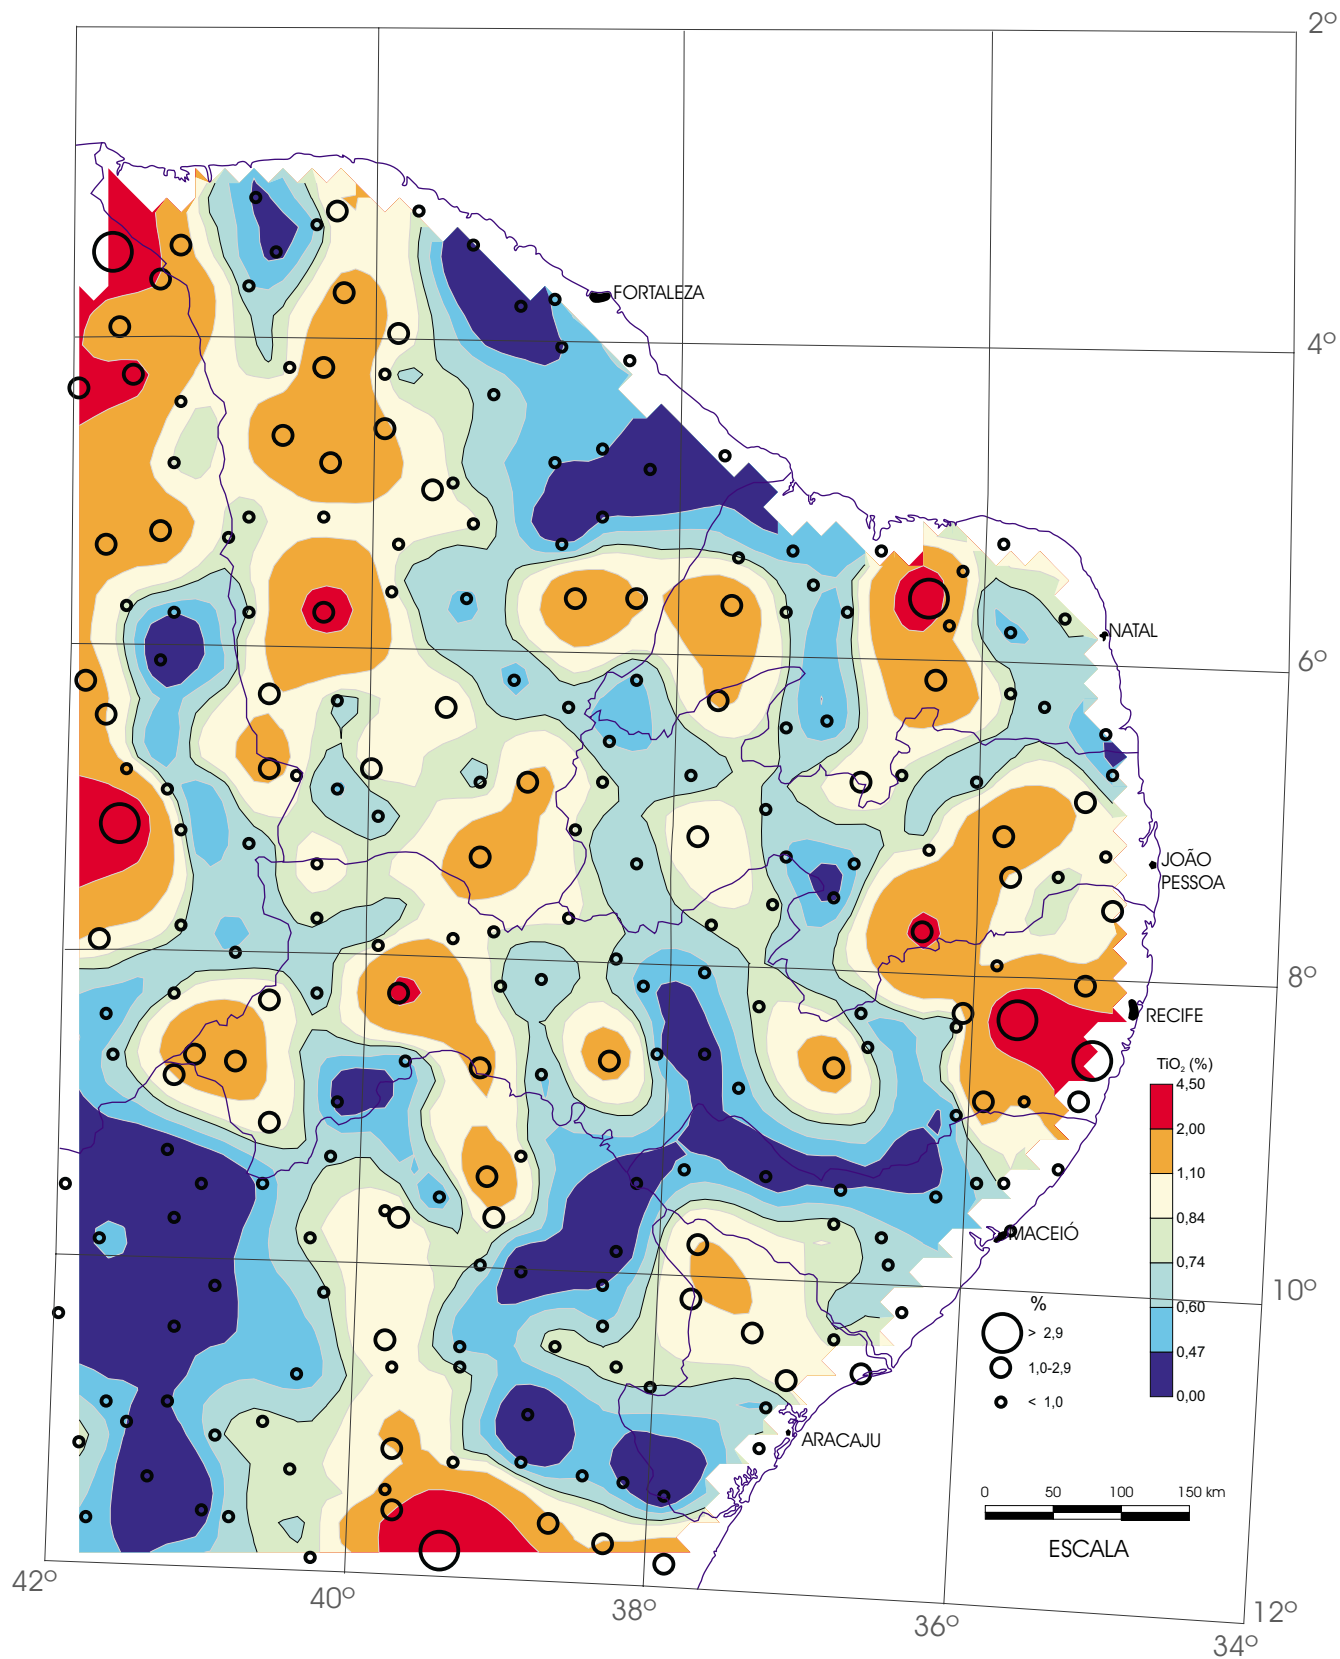 2°
FORTALEZA
4°
NATAL
6°
JOÃO
PESSOA
8°
RECIFE
TiO₂ (%)
4,50
2,00
1,10
0,84
0,74
0,60
0,47
0,00
MACEIÓ
10°
%
> 2,9
1,0-2,9
< 1,0
ARACAJU
0 50 100 150 km
ESCALA
42°
40°
38°
36°
34°
12°